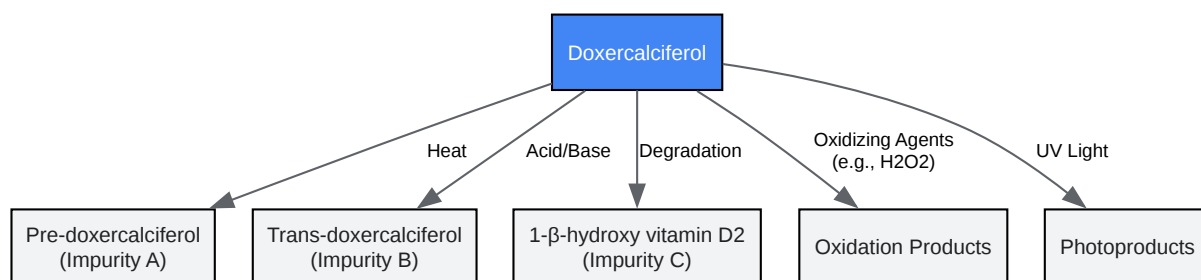 Doxercalciferol
Heat
Acid/Base
Degradation
Oxidizing Agents
(e.g., H2O2)
UV Light
Pre-doxercalciferol
(Impurity A)
Trans-doxercalciferol
(Impurity B)
1-β-hydroxy vitamin D2
(Impurity C)
Oxidation Products
Photoproducts